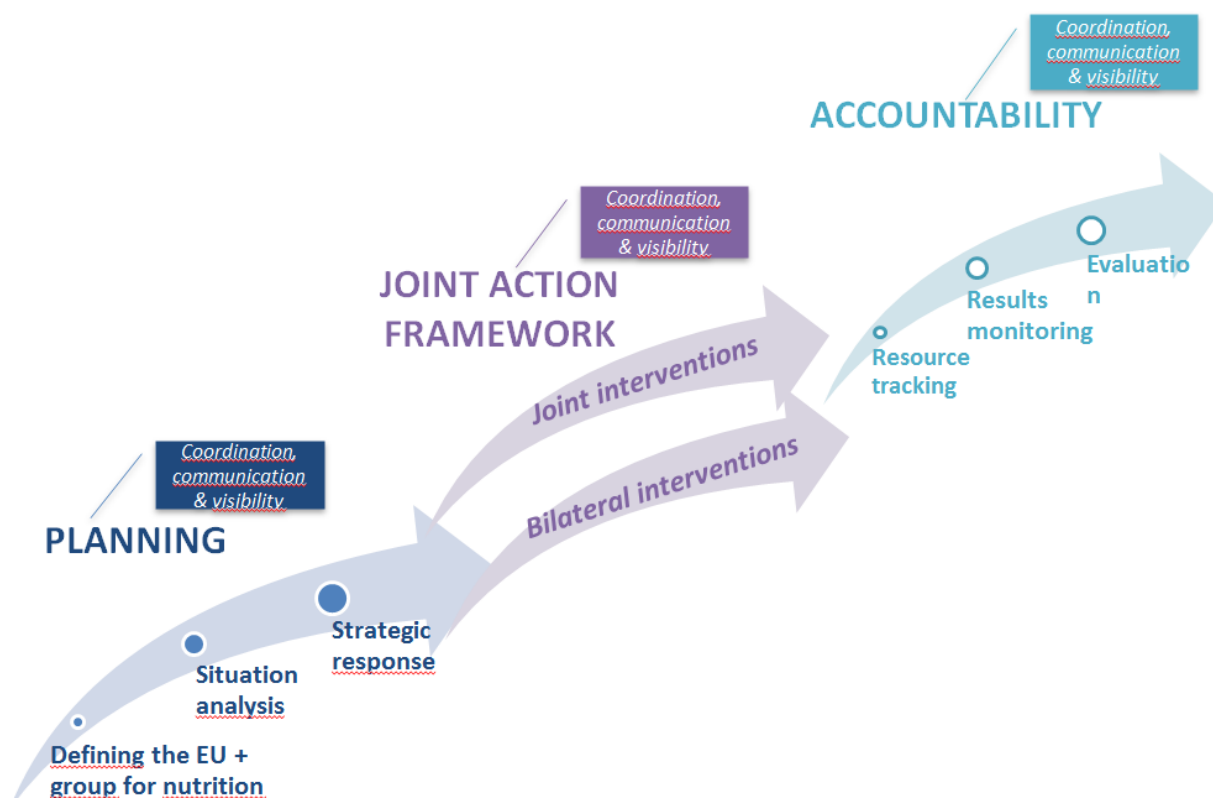 Coordination,
communication
& visibility
ACCOUNTABILITY
Coordination,
communication
& visibility
JOINT ACTION
FRAMEWORK
Evaluatio
n
Results
monitoring
Resource
tracking
Joint interventions
Bilateral interventions
Coordination,
communication
& visibility
PLANNING
Strategic
response
Situation
analysis
Defining the EU +
group for nutrition